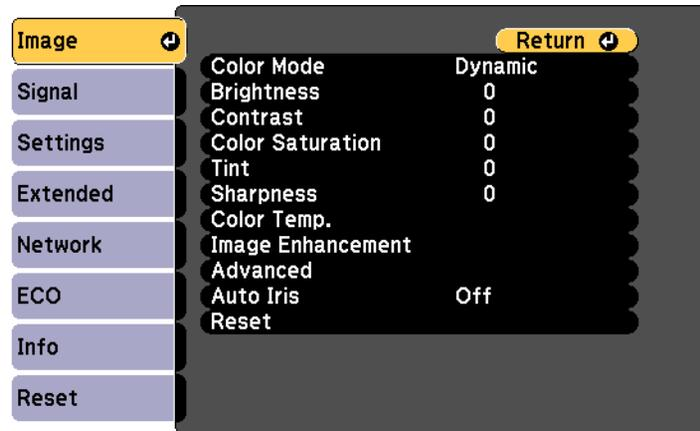 Image
Signal
Settings
Extended
Network
ECO
Info
Reset
Return
Color Mode Dynamic
Brightness 0
Contrast 0
Color Saturation 0
Tint 0
Sharpness 0
Color Temp.
Image Enhancement
Advanced
Auto Iris Off
Reset